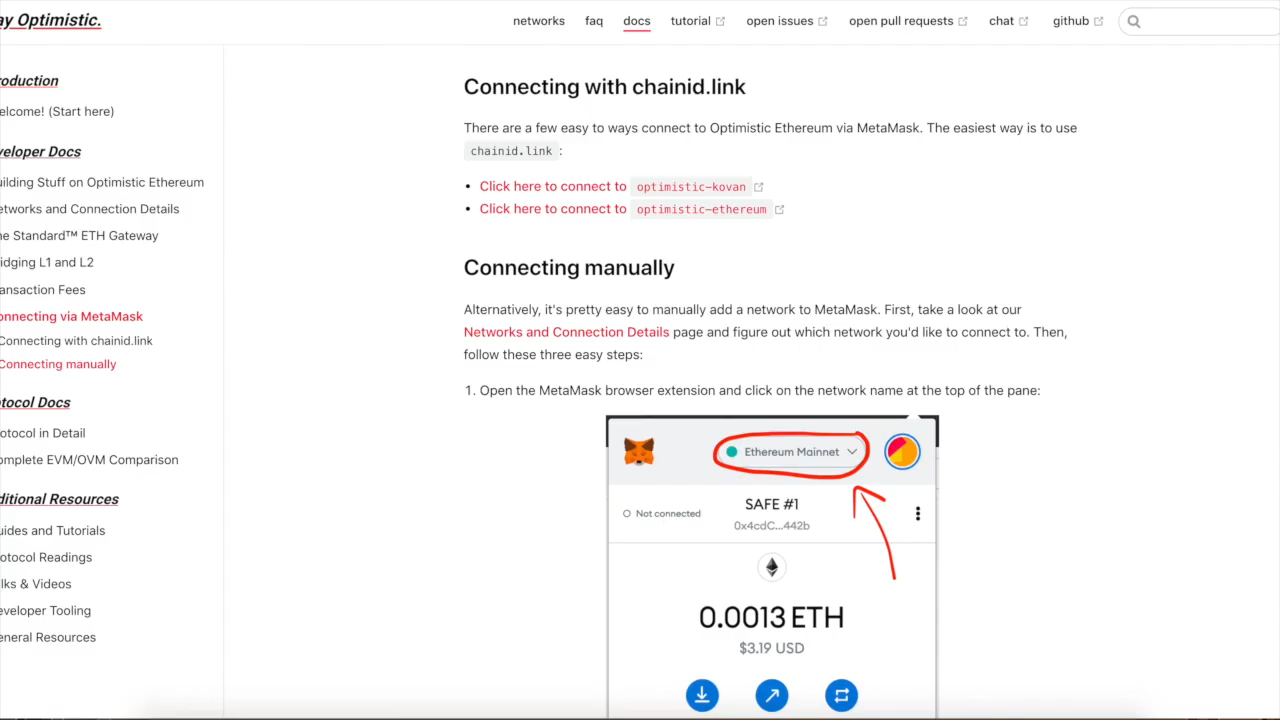 ay Optimistic.
networks faq docs tutorial open issues open pull requests chat github
roduction
elcome! (Start here)
veloper Docs
uilding Stuff on Optimistic Ethereum
etworks and Connection Details
he Standard™ ETH Gateway
idging L1 and L2
ansaction Fees
onnecting via MetaMask
Connecting with chainid.link
Connecting manually
otocol Docs
otocol in Detail
omplete EVM/OVM Comparison
ditional Resources
uides and Tutorials
otocol Readings
lks & Videos
eveloper Tooling
eneral Resources
Connecting with chainid.link
There are a few easy to ways connect to Optimistic Ethereum via MetaMask. The easiest way is to use
chainid.link :
• Click here to connect to optimistic-kovan
• Click here to connect to optimistic-ethereum
Connecting manually
Alternatively, it's pretty easy to manually add a network to MetaMask. First, take a look at our
Networks and Connection Details page and figure out which network you'd like to connect to. Then,
follow these three easy steps:
1. Open the MetaMask browser extension and click on the network name at the top of the pane:
Ethereum Mainnet
Not connected
SAFE #1
0x4cdC...442b
0.0013 ETH
$3.19 USD